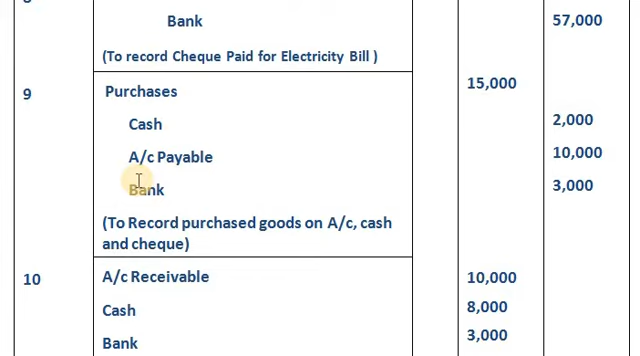 Bank 57,000
(To record Cheque Paid for Electricity Bill )
9 Purchases 15,000
Cash 2,000
A/c Payable 10,000
Bank 3,000
(To Record purchased goods on A/c, cash
and cheque)
10 A/c Receivable 10,000
Cash 8,000
Bank 3,000